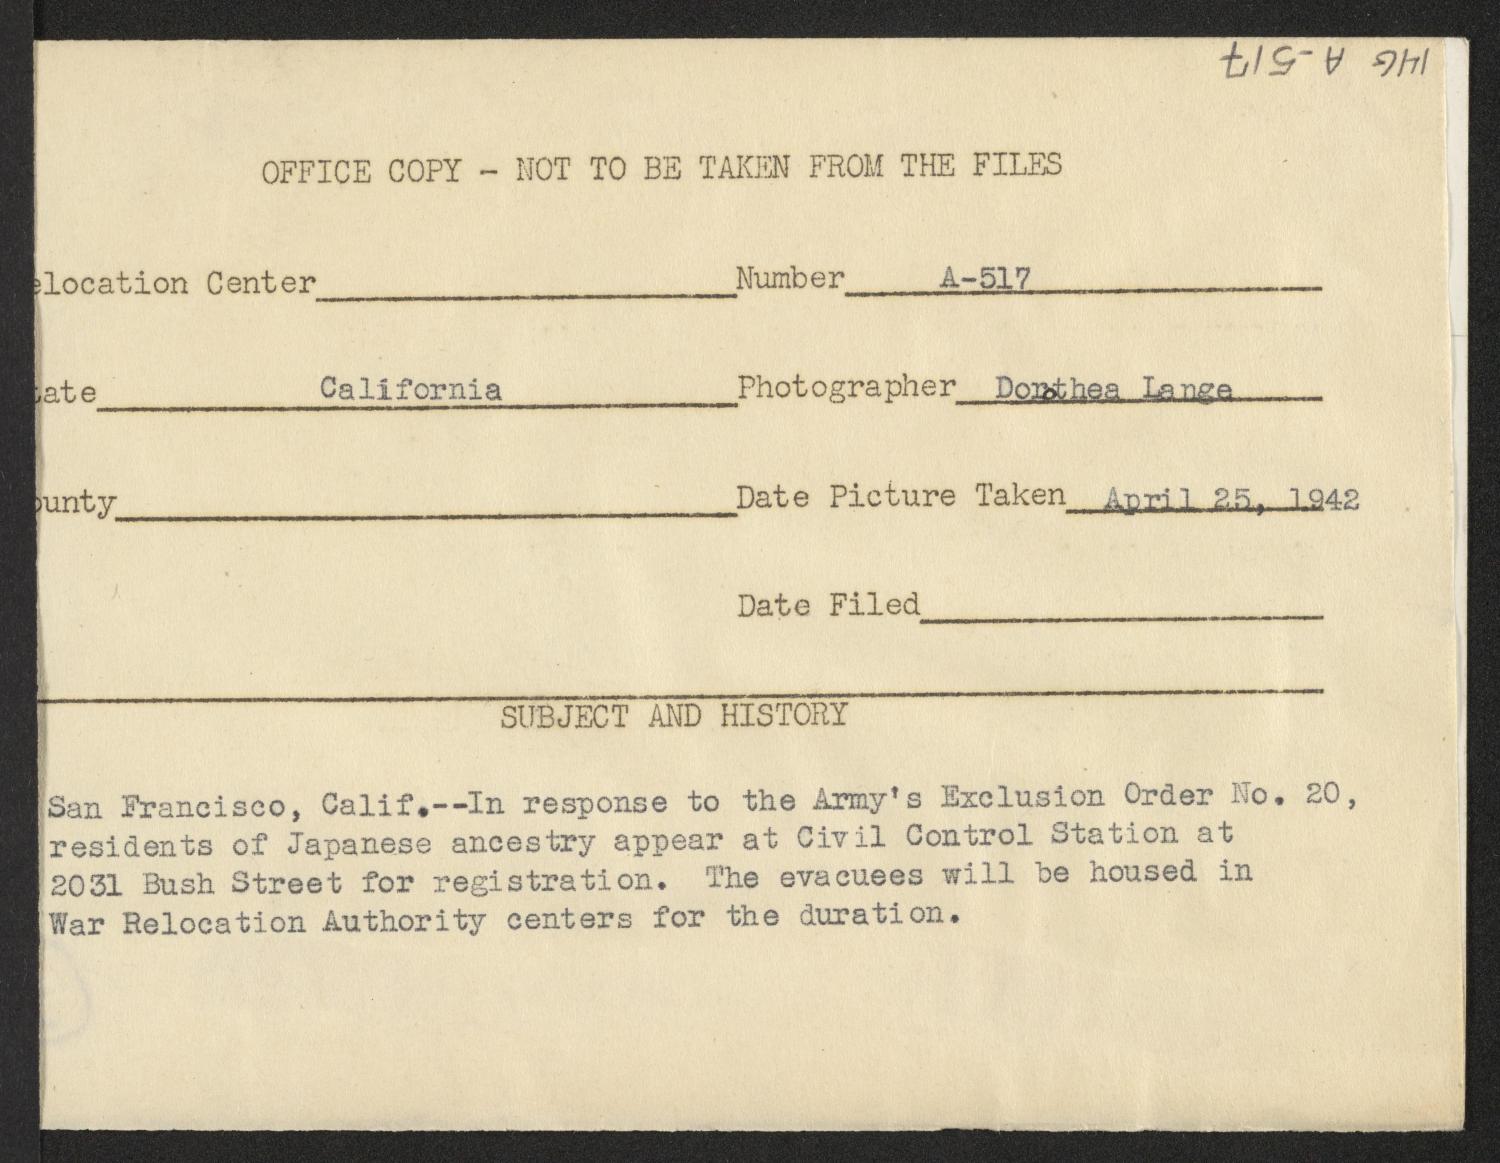 14G A-517
OFFICE COPY - NOT TO BE TAKEN FROM THE FILES
elocation Center Number A-517
tate California Photographer Dorothea Lange
ounty Date Picture Taken April 25, 1942
Date Filed
SUBJECT AND HISTORY
San Francisco, Calif.--In response to the Army's Exclusion Order No. 20,
residents of Japanese ancestry appear at Civil Control Station at
2031 Bush Street for registration. The evacuees will be housed in
War Relocation Authority centers for the duration.